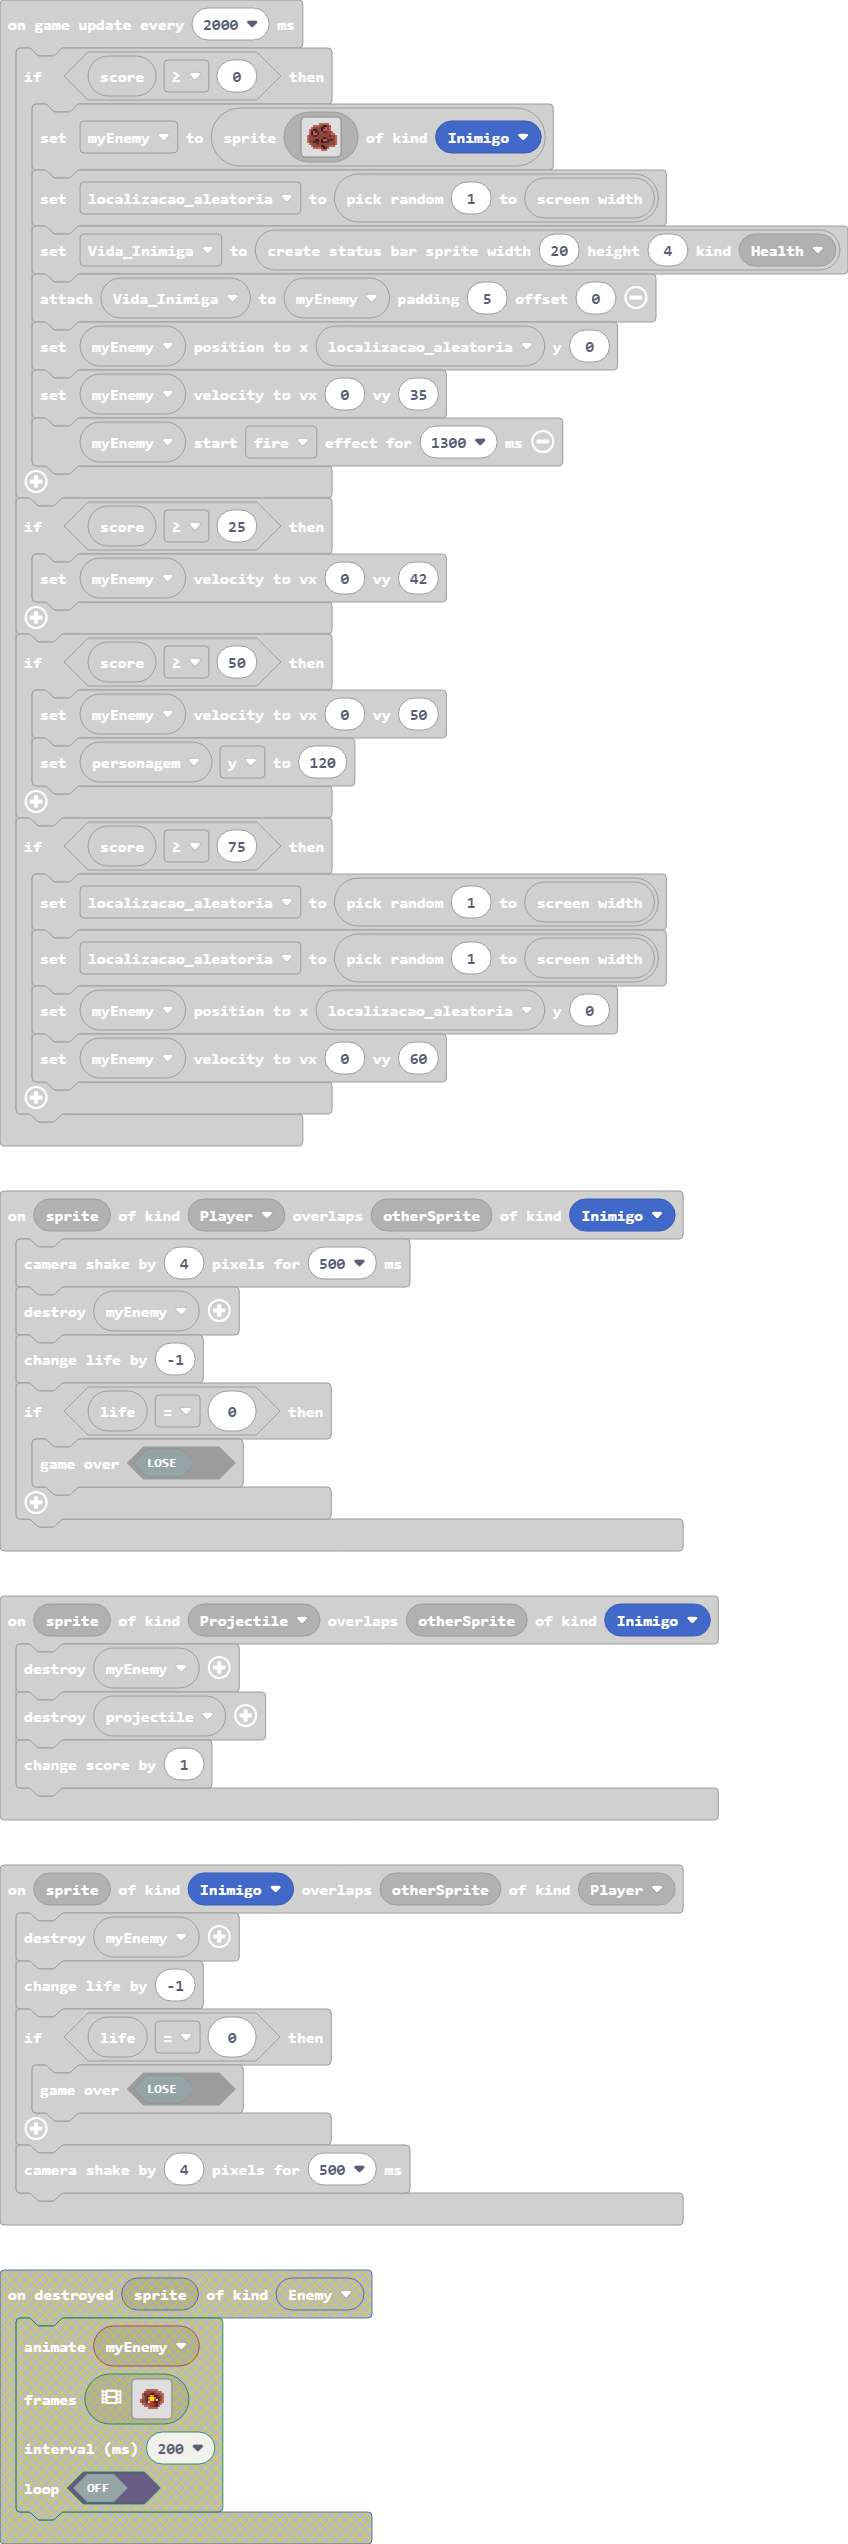 on game update every 2000 ms
if score ≥ 0 then
set myEnemy to sprite of kind Inimigo
set localizacao_aleatoria to pick random 1 to screen width
set Vida_Inimiga to create status bar sprite width 20 height 4 kind Health
attach Vida_Inimiga to myEnemy padding 5 offset 0
set myEnemy position to x localizacao_aleatoria y 0
set myEnemy velocity to vx 0 vy 35
myEnemy start fire effect for 1300 ms
if score ≥ 25 then
set myEnemy velocity to vx 0 vy 42
if score ≥ 50 then
set myEnemy velocity to vx 0 vy 50
set personagem y to 120
if score ≥ 75 then
set localizacao_aleatoria to pick random 1 to screen width
set localizacao_aleatoria to pick random 1 to screen width
set myEnemy position to x localizacao_aleatoria y 0
set myEnemy velocity to vx 0 vy 60
on sprite of kind Player overlaps otherSprite of kind Inimigo
camera shake by 4 pixels for 500 ms
destroy myEnemy
change life by -1
if life = 0 then
game over LOSE
on sprite of kind Projectile overlaps otherSprite of kind Inimigo
destroy myEnemy
destroy projectile
change score by 1
on sprite of kind Inimigo overlaps otherSprite of kind Player
destroy myEnemy
change life by -1
if life = 0 then
game over LOSE
camera shake by 4 pixels for 500 ms
on destroyed sprite of kind Enemy
animate myEnemy
frames
interval (ms) 200
loop OFF